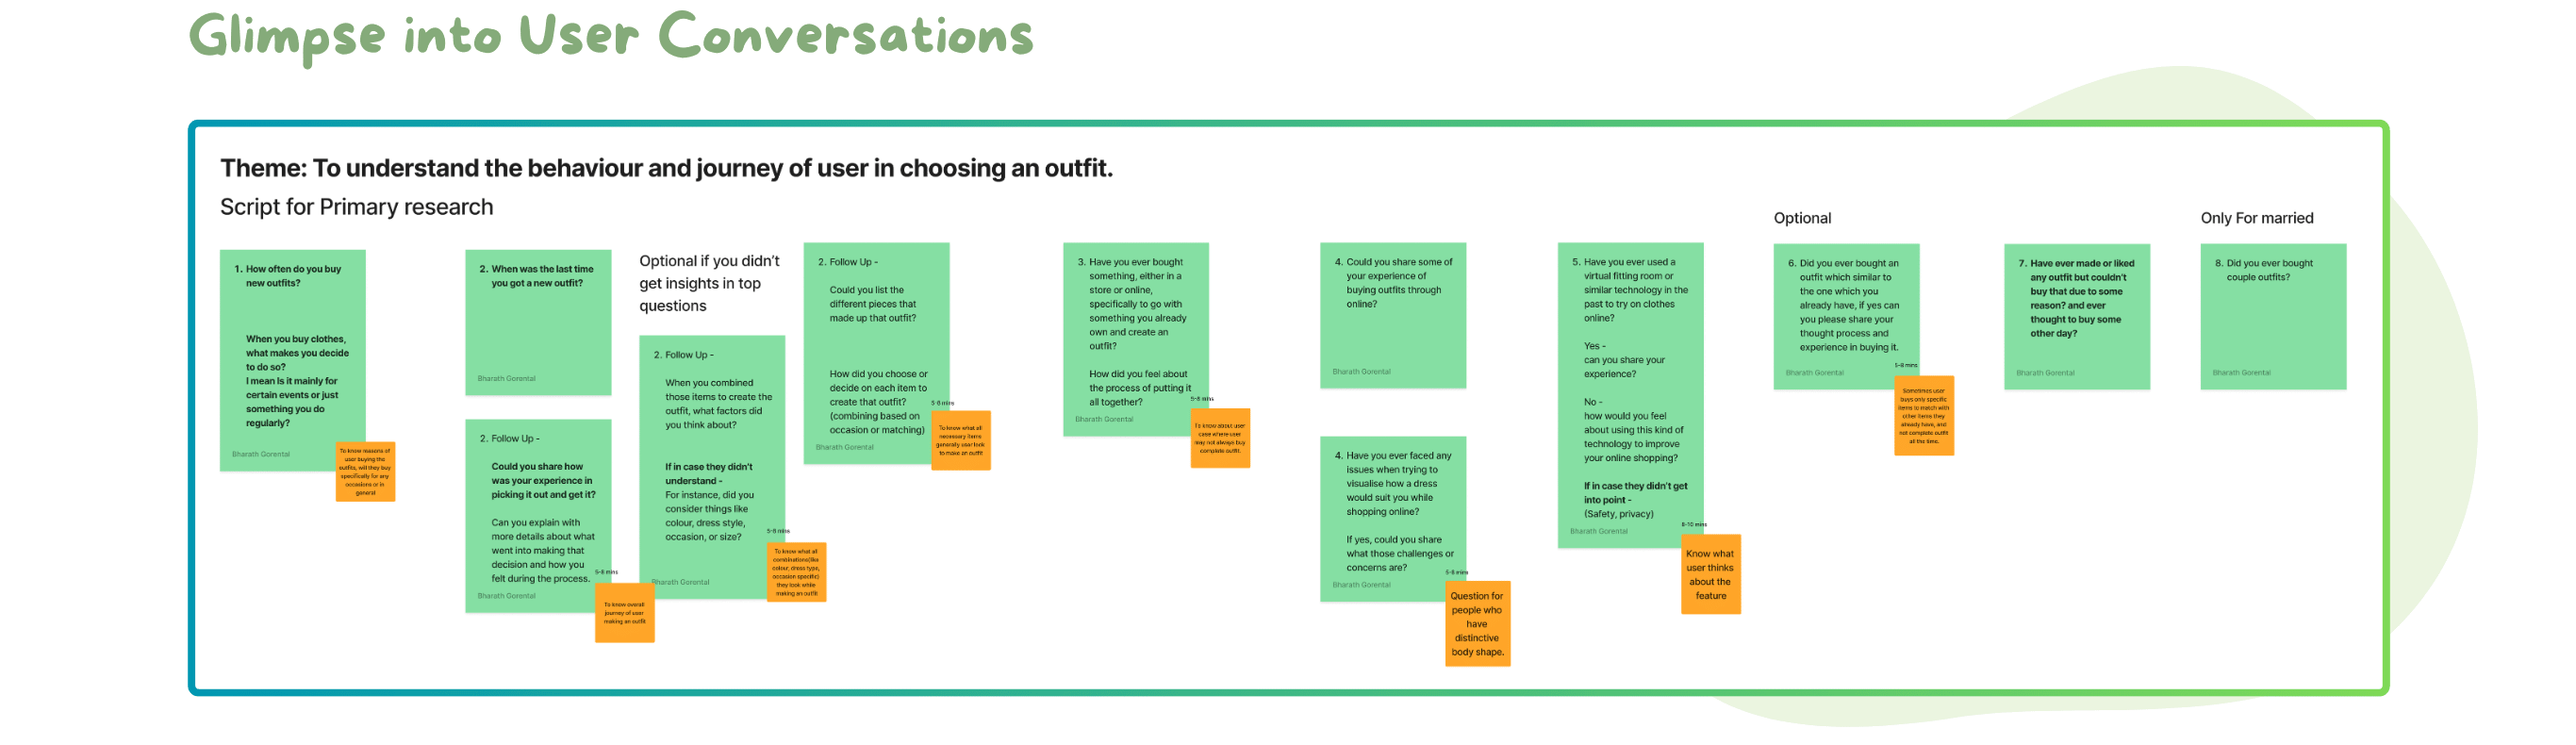 Glimpse into User Conversations
Theme: To understand the behaviour and journey of user in choosing an outfit.
Script for Primary research
1. How often do you buy
new outfits?
When you buy clothes,
what makes you decide
to do so?
I mean Is it mainly for
certain events or just
something you do
regularly?
Bharath Gorental
To know reasons of
user buying the
outfits, will they buy
specifically for any
occasions or in
general
2. When was the last time
you got a new outfit?
Bharath Gorental
2. Follow Up -
Could you share how
was your experience in
picking it out and get it?
Can you explain with
more details about what
went into making that
decision and how you
felt during the process.
Bharath Gorental
5-8 mins
To know overall
journey of user
making an outfit
Optional if you didn't
get insights in top
questions
2. Follow Up -
When you combined
those items to create the
outfit, what factors did
you think about?
If in case they didn't
understand -
For instance, did you
consider things like
colour, dress style,
occasion, or size?
Bharath Gorental
5-8 mins
To know what all
combinations(like
colour, dress type,
occasion specific)
they look while
making an outfit
2. Follow Up -
Could you list the
different pieces that
made up that outfit?
How did you choose or
decide on each item to
create that outfit?
(combining based on
occasion or matching)
Bharath Gorental
5-8 mins
To know what all
necessary items
generally user look
to make an outfit
3. Have you ever bought
something, either in a
store or online,
specifically to go with
something you already
own and create an
outfit?
How did you feel about
the process of putting it
all together?
Bharath Gorental
5-8 mins
To know about user
case where user
may not always buy
complete outfit.
4. Could you share some of
your experience of
buying outfits through
online?
Bharath Gorental
4. Have you ever faced any
issues when trying to
visualise how a dress
would suit you while
shopping online?
If yes, could you share
what those challenges or
concerns are?
Bharath Gorental
5-8 mins
Question for
people who
have
distinctive
body shape.
5. Have you ever used a
virtual fitting room or
similar technology in the
past to try on clothes
online?
Yes -
can you share your
experience?
No -
how would you feel
about using this kind of
technology to improve
your online shopping?
If in case they didn't get
into point -
(Safety, privacy)
Bharath Gorental
8-10 mins
Know what
user thinks
about the
feature
Optional
6. Did you ever bought an
outfit which similar to
the one which you
already have, if yes can
you please share your
thought process and
experience in buying it.
Bharath Gorental
5-8 mins
Sometimes user
buys only specific
items to match with
other items they
already have, and
not complete outfit
all the time.
7. Have ever made or liked
any outfit but couldn't
buy that due to some
reason? and ever
thought to buy some
other day?
Bharath Gorental
Only For married
8. Did you ever bought
couple outfits?
Bharath Gorental